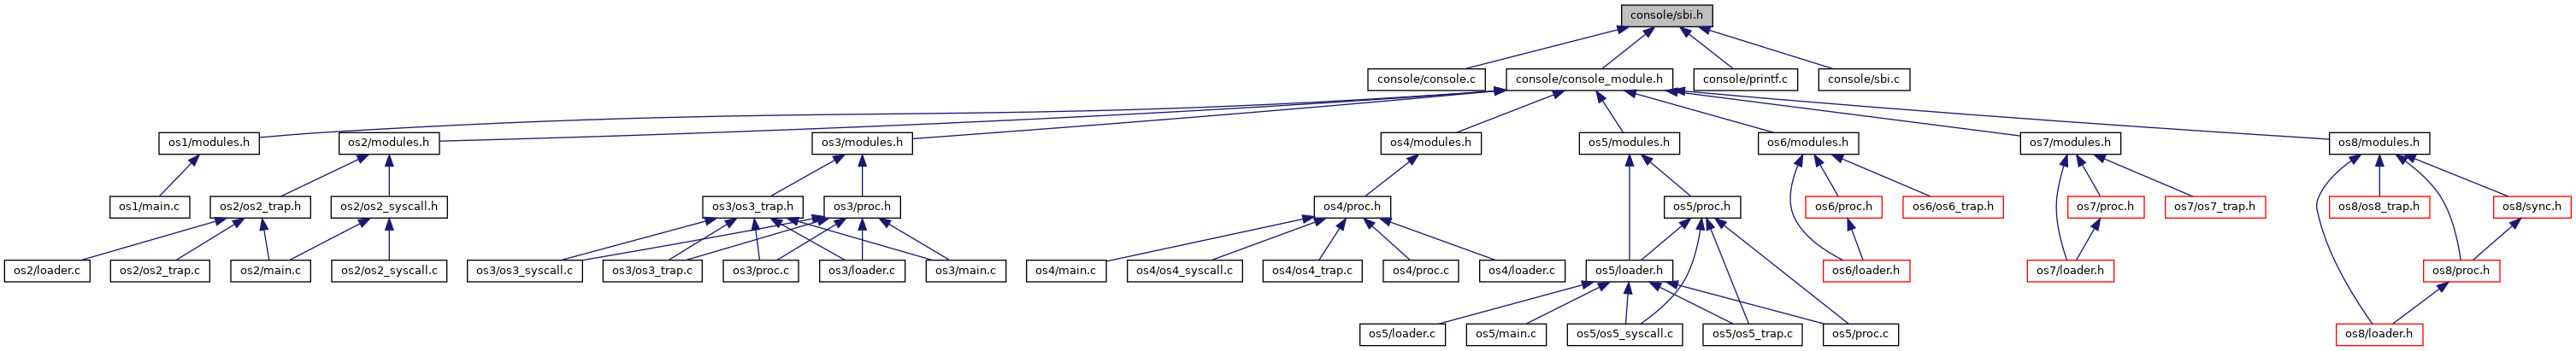 console/sbi.h
console/console.c
console/console_module.h
console/printf.c
console/sbi.c
os1/modules.h
os2/modules.h
os3/modules.h
os4/modules.h
os5/modules.h
os6/modules.h
os7/modules.h
os8/modules.h
os1/main.c
os2/os2_trap.h
os2/os2_syscall.h
os3/os3_trap.h
os3/proc.h
os4/proc.h
os5/proc.h
os6/proc.h
os6/os6_trap.h
os7/proc.h
os7/os7_trap.h
os8/os8_trap.h
os8/sync.h
os2/loader.c
os2/os2_trap.c
os2/main.c
os2/os2_syscall.c
os3/os3_syscall.c
os3/os3_trap.c
os3/proc.c
os3/loader.c
os3/main.c
os4/main.c
os4/os4_syscall.c
os4/os4_trap.c
os4/proc.c
os4/loader.c
os5/loader.h
os6/loader.h
os7/loader.h
os8/proc.h
os5/loader.c
os5/main.c
os5/os5_syscall.c
os5/os5_trap.c
os5/proc.c
os8/loader.h